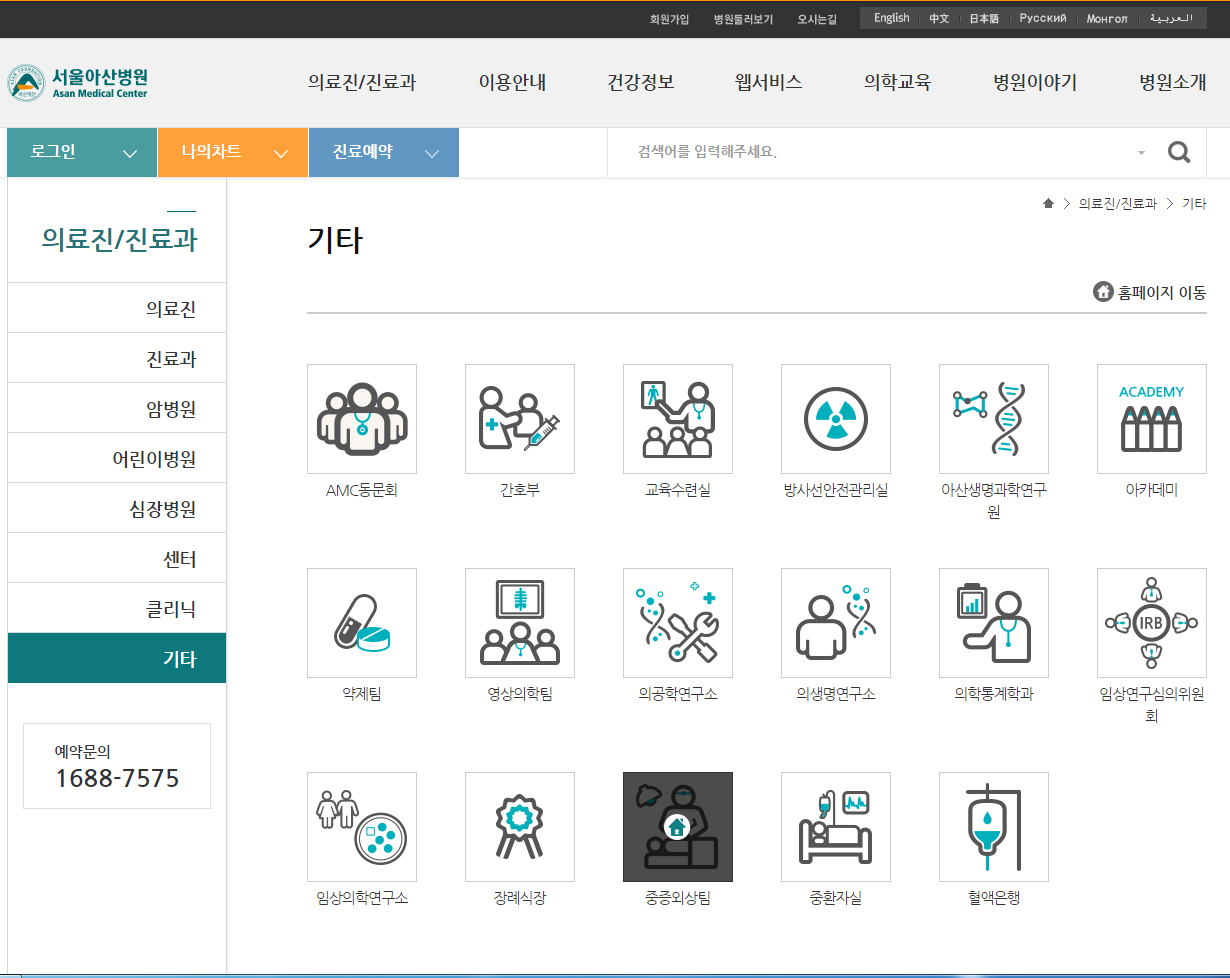 회원가입 병원둘러보기 오시는길 English 中文 日本語 Русский Монгол العربية
ASAN FOUNDATION
아산재단
서울아산병원
Asan Medical Center
의료진/진료과 이용안내 건강정보 웹서비스 의학교육 병원이야기 병원소개
로그인 나의차트 진료예약 검색어를 입력해주세요.
의료진/진료과 > 기타
의료진/진료과
의료진
진료과
암병원
어린이병원
심장병원
센터
클리닉
기타
예약문의
1688-7575
기타
홈페이지 이동
ACADEMY
AMC동문회 간호부 교육수련실 방사선안전관리실 아산생명과학연구
원 아카데미
IRB
약제팀 영상의학팀 의공학연구소 의생명연구소 의학통계학과 임상연구심의위원
회
임상의학연구소 장례식장 중증외상팀 중환자실 혈액은행